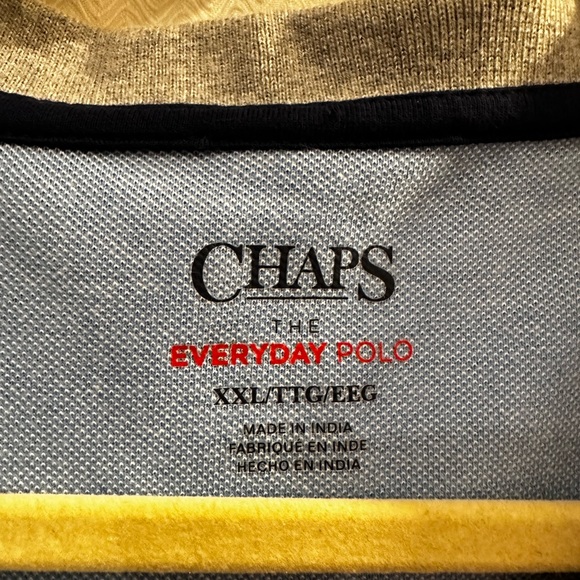 CHAPS
THE
EVERYDAY POLO
XXL/TTG/EEG
MADE IN INDIA
FABRIQUÉ EN INDE
HECHO EN INDIA